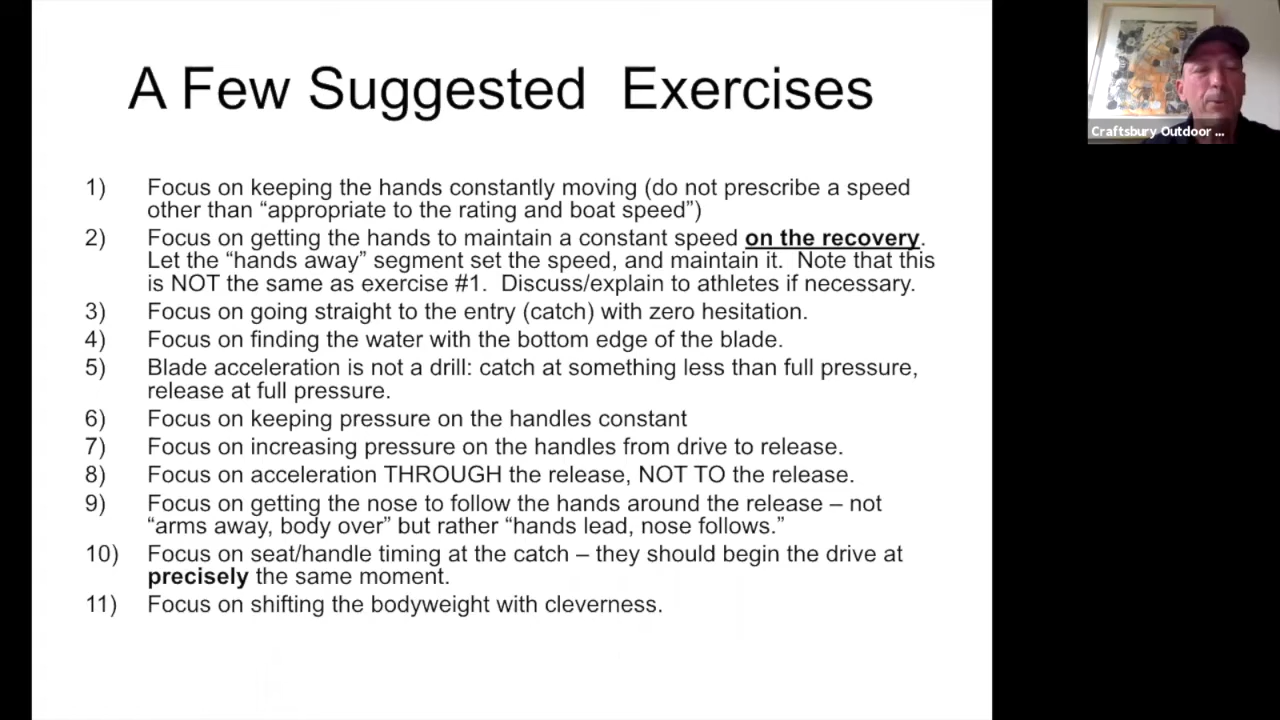 A Few Suggested  Exercises
Craftsbury Outdoor ...
1) Focus on keeping the hands constantly moving (do not prescribe a speed
other than “appropriate to the rating and boat speed”)
2) Focus on getting the hands to maintain a constant speed on the recovery.
Let the “hands away” segment set the speed, and maintain it.  Note that this
is NOT the same as exercise #1.  Discuss/explain to athletes if necessary.
3) Focus on going straight to the entry (catch) with zero hesitation.
4) Focus on finding the water with the bottom edge of the blade.
5) Blade acceleration is not a drill: catch at something less than full pressure,
release at full pressure.
6) Focus on keeping pressure on the handles constant
7) Focus on increasing pressure on the handles from drive to release.
8) Focus on acceleration THROUGH the release, NOT TO the release.
9) Focus on getting the nose to follow the hands around the release – not
“arms away, body over” but rather “hands lead, nose follows.”
10) Focus on seat/handle timing at the catch – they should begin the drive at
precisely the same moment.
11) Focus on shifting the bodyweight with cleverness.